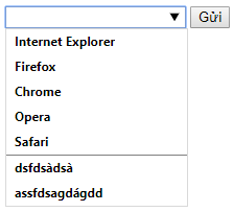 Gửi
Internet Explorer
Firefox
Chrome
Opera
Safari
dsfdsàdsà
assfdsagdágdd